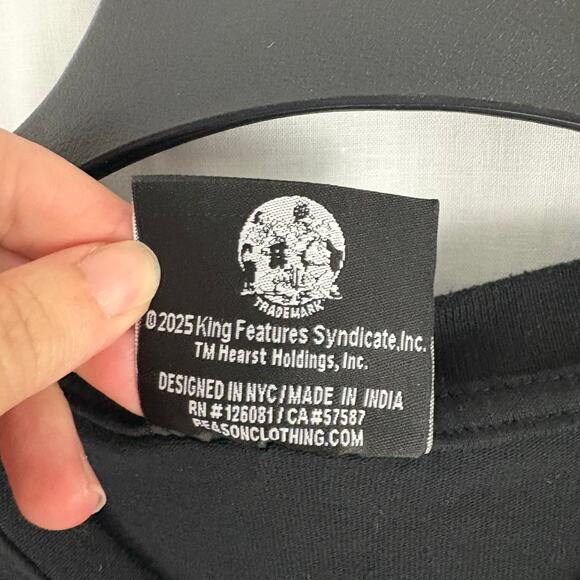 TRADEMARK
©2025 King Features Syndicate, Inc.
TM Hearst Holdings, Inc.
DESIGNED IN NYC / MADE IN INDIA
RN # 126081 / CA#57587
REASONCLOTHING.COM